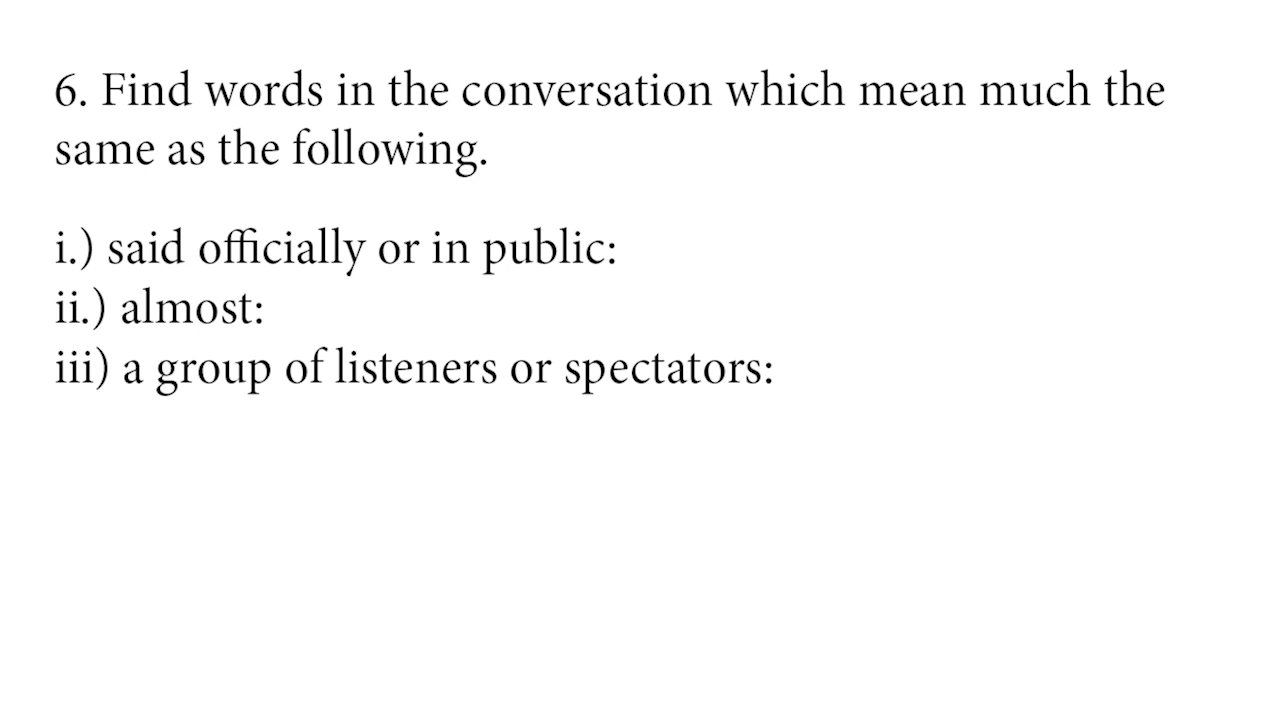 6. Find words in the conversation which mean much the
same as the following.
i.) said officially or in public:
ii.) almost:
iii) a group of listeners or spectators: